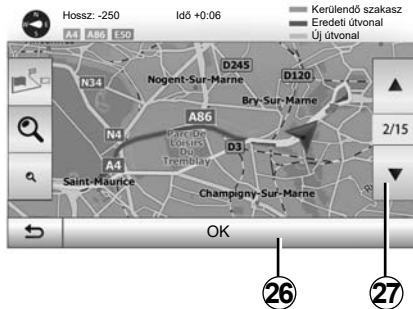 Hossz: -250 Idő +0:06
Kerülendő szakasz
Eredeti útvonal
Új útvonal
A4 A86 E50
D245
D120
N34
Nogent-Sur-Marne
Bry-Sur-Marne
A86
2/15
N4
Parc De
Loisirs
Du
Tremblay
D3
A4
Saint-Maurice
Champigny-Sur-Marne
OK
26
27